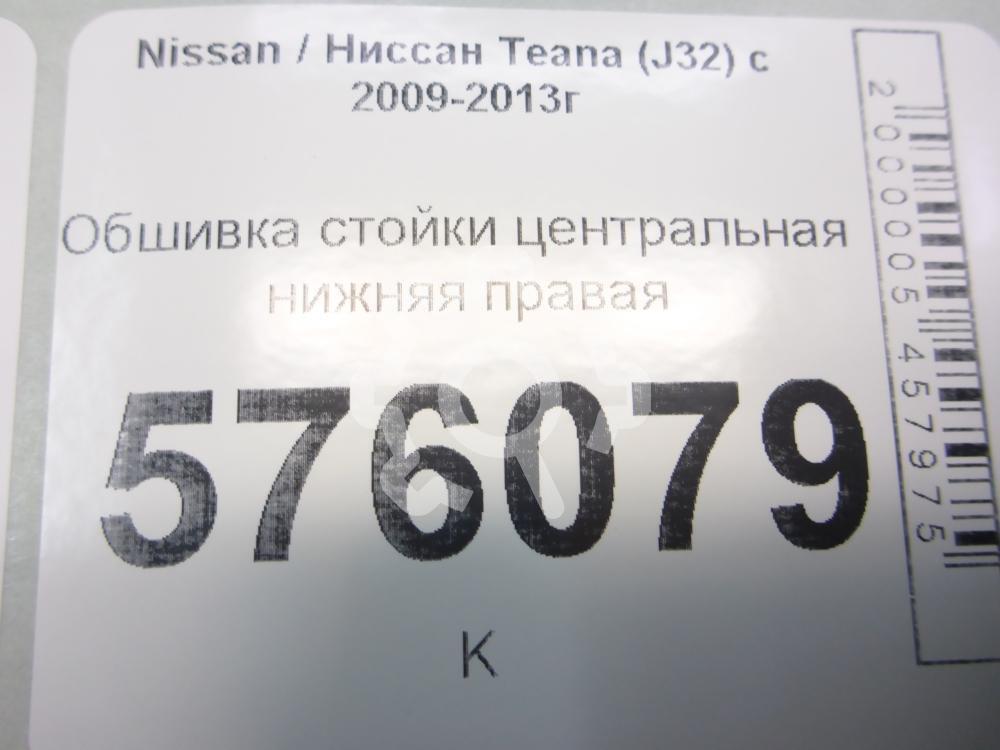 Nissan / Ниссан Teana (J32) с
2009-2013г
Обшивка стойки центральная
нижняя правая
576079
К
2000005457975